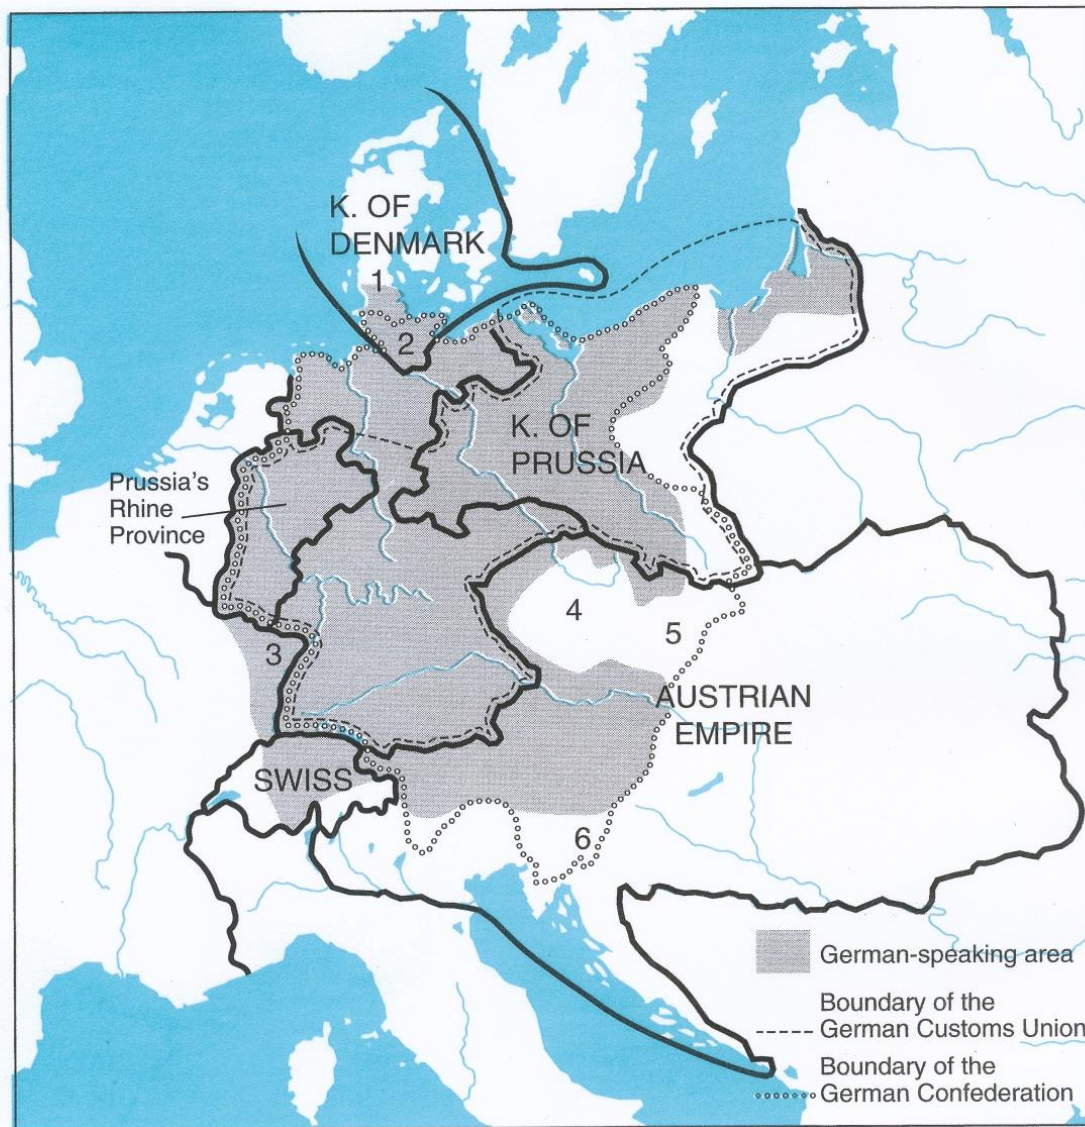 K. OF
DENMARK
1
2
K. OF
PRUSSIA
Prussia's
Rhine
Province
3
4
5
AUSTRIAN
EMPIRE
SWISS
6
German-speaking area
Boundary of the
German Customs Union
Boundary of the
German Confederation